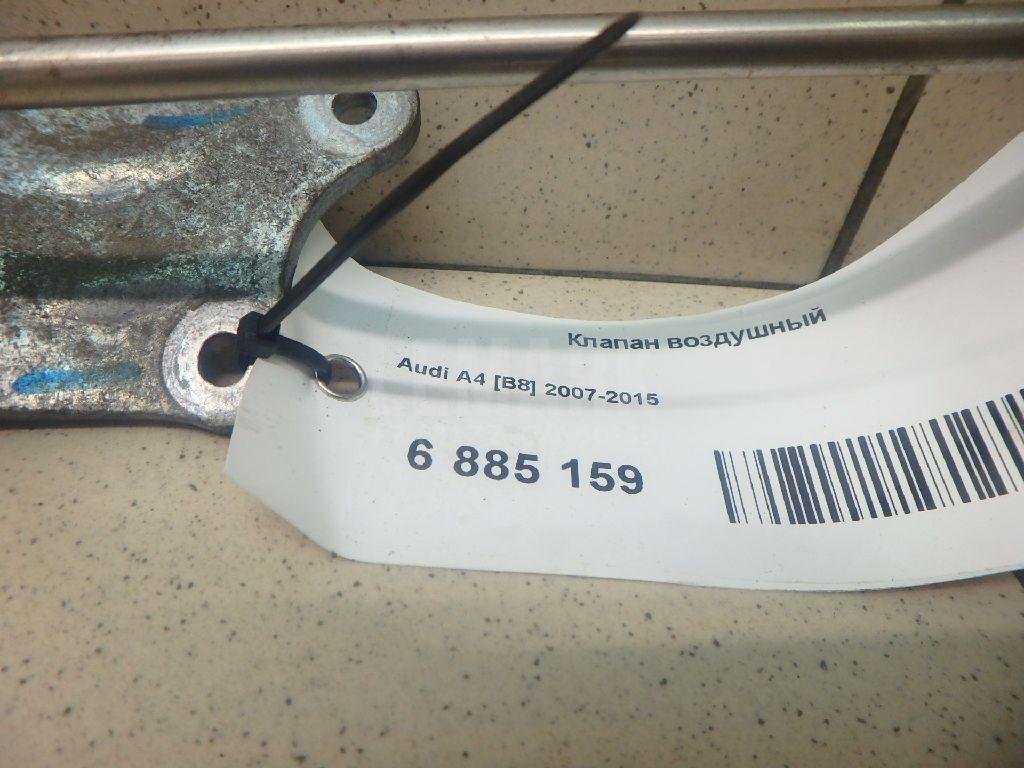 Клапан воздушный
Audi A4 [B8] 2007-2015
6 885 159